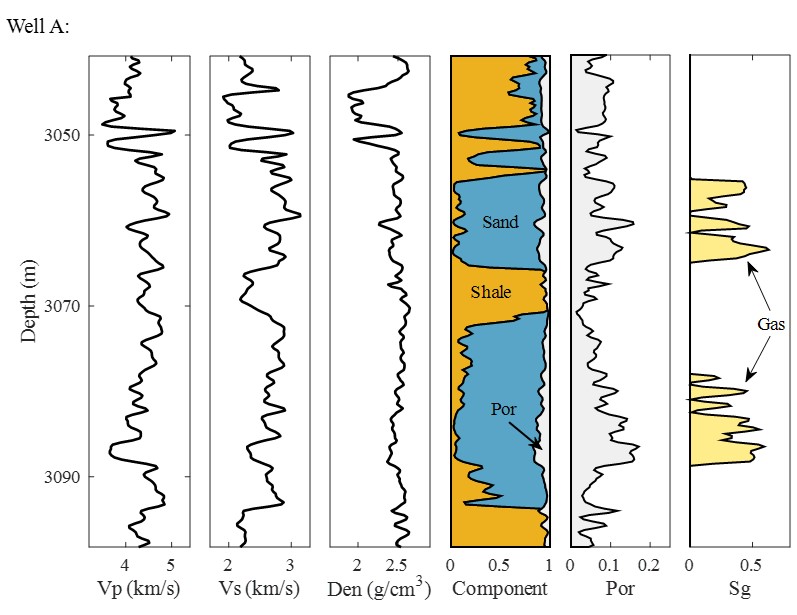 Well A:
Depth (m)
3050
3070
3090
Sand
Shale
Por
Gas
4 5
2 3
2 2.5
0 0.5 1
0 0.1 0.2
0 0.5
Vp (km/s)
Vs (km/s)
Den (g/cm³)
Component
Por
Sg